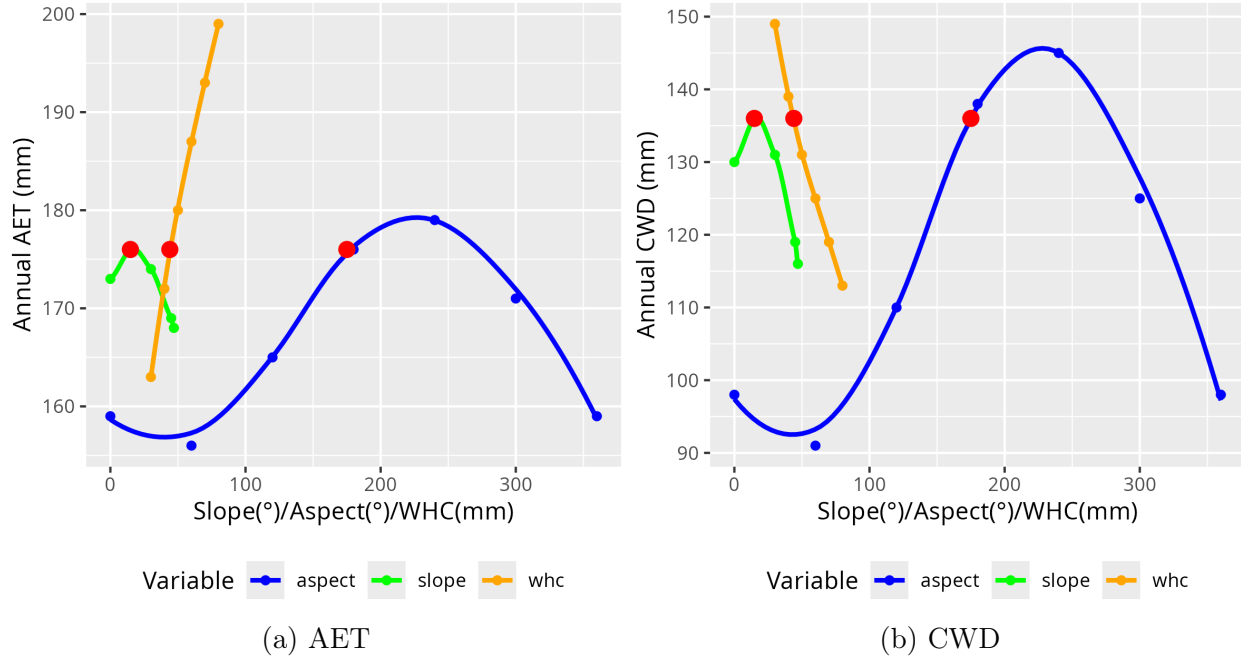 200
190
180
170
160
Annual AET (mm)
0
100
200
300
Slope(°)/Aspect(°)/WHC(mm)
Variable
aspect
slope
whc
(a) AET
150
140
130
120
110
100
90
Annual CWD (mm)
0
100
200
300
Slope(°)/Aspect(°)/WHC(mm)
Variable
aspect
slope
whc
(b) CWD